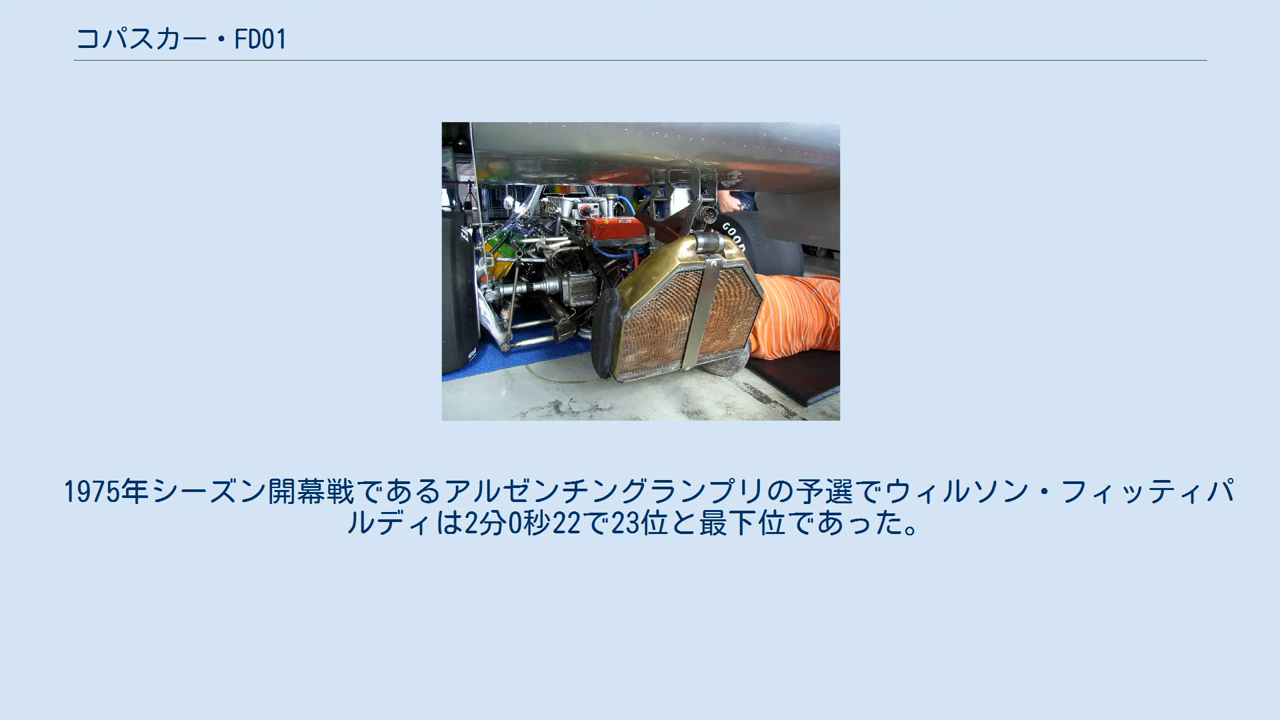 コパスカー・FD01
GOOD
1975年シーズン開幕戦であるアルゼンチングランプリの予選でウィルソン・フィッティパ
ルディは2分0秒22で23位と最下位であった。